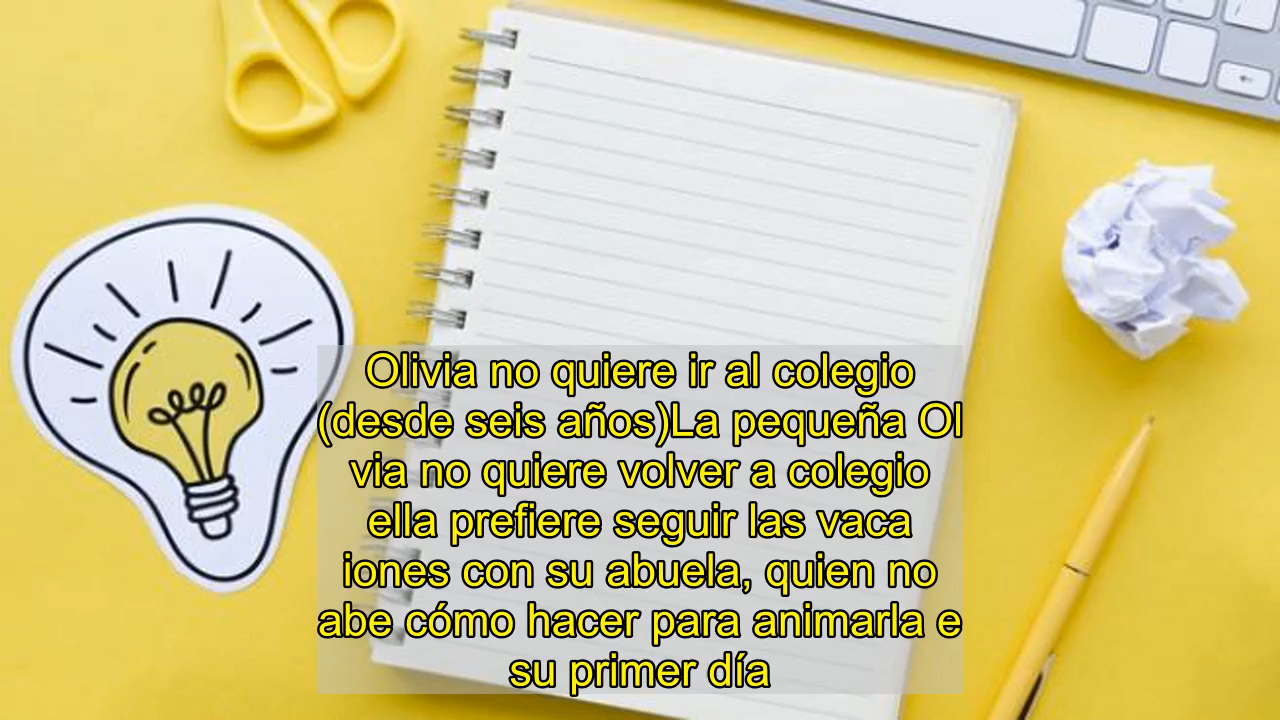 Olivia no quiere ir al colegio
(desde seis años)La pequeña Ol
via no quiere volver a colegio
ella prefiere seguir las vaca
iones con su abuela, quien no
abe cómo hacer para animarla e
su primer día